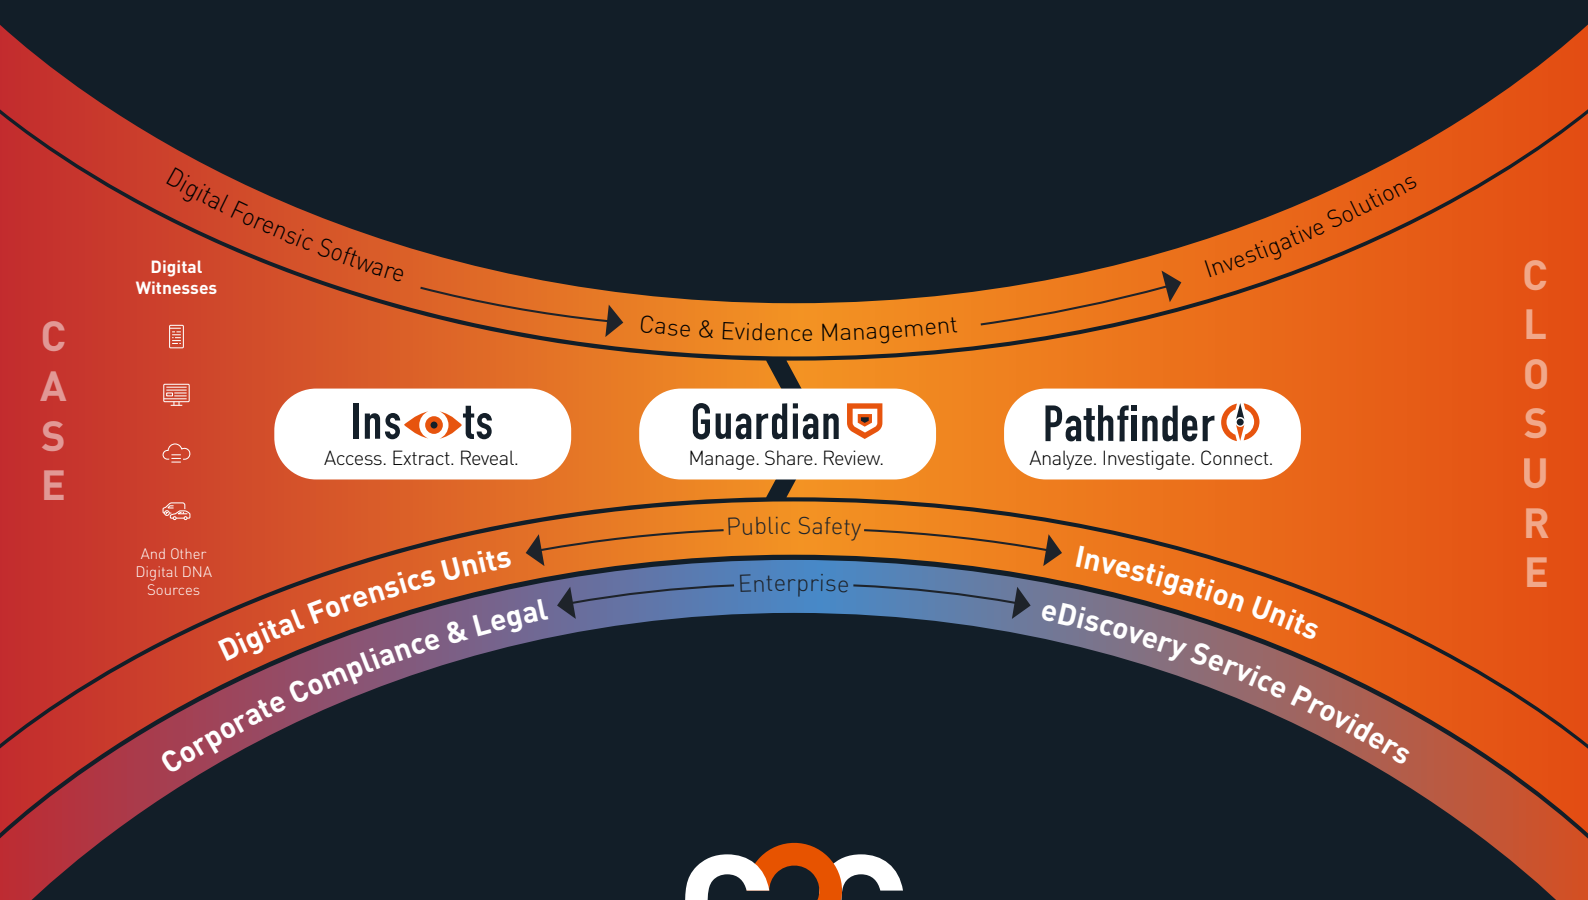 Digital Forensic Software
Case & Evidence Management
Investigative Solutions
CASE
Digital
Witnesses
And Other
Digital DNA
Sources
Ins ts
Access. Extract. Reveal.
Guardian
Manage. Share. Review.
Pathfinder
Analyze. Investigate. Connect.
CLOSURE
Digital Forensics Units
Public Safety
Investigation Units
Corporate Compliance & Legal
Enterprise
eDiscovery Service Providers